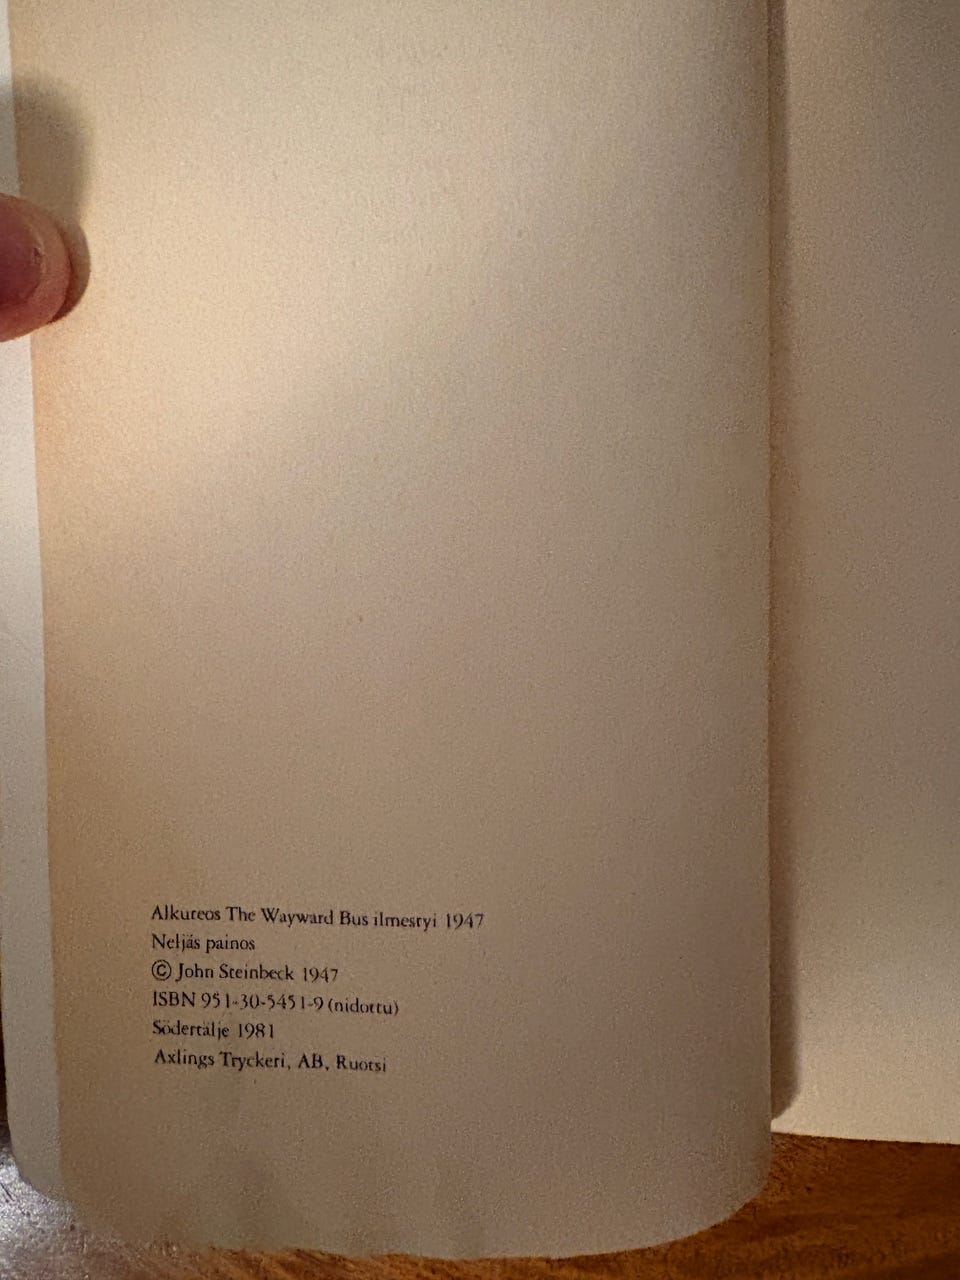 Alkuteos The Wayward Bus ilmestyi 1947
Neljäs painos
© John Steinbeck 1947
ISBN 951-30-5451-9 (nidottu)
Södertälje 1981
Axlings Tryckeri, AB, Ruotsi